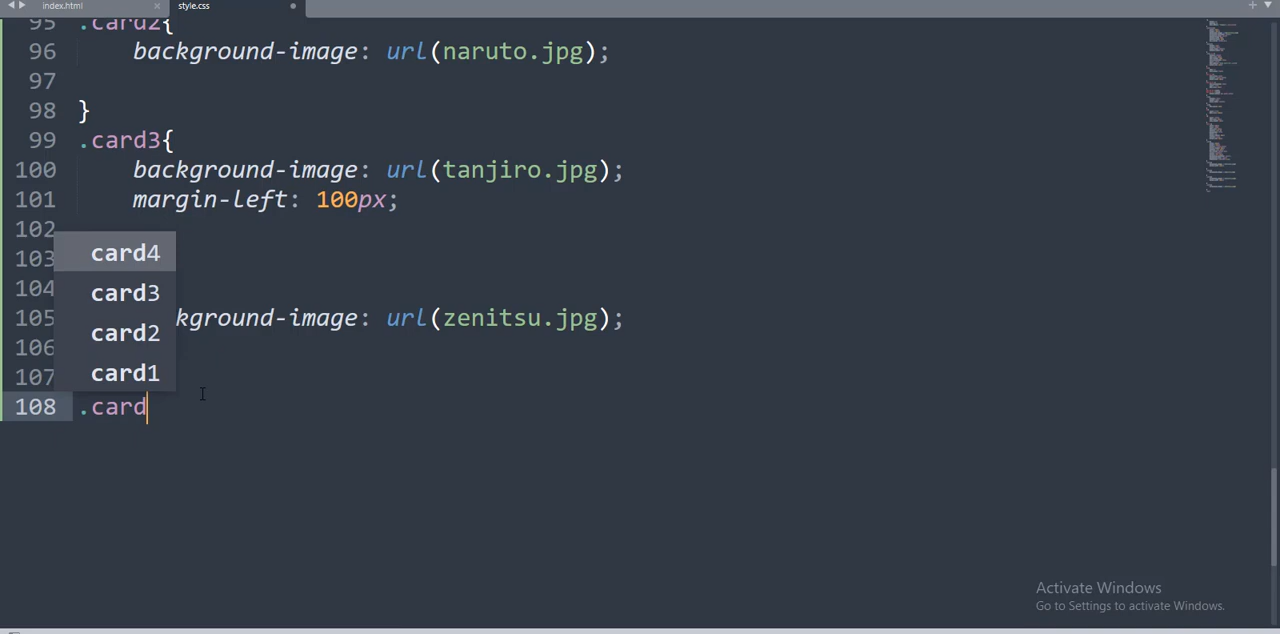 index.html
style.css
95 .card2{
96 background-image: url(naruto.jpg);
97
98 }
99 .card3{
100 background-image: url(tanjiro.jpg);
101 margin-left: 100px;
102
103
104
105 kground-image: url(zenitsu.jpg);
106
107
108 .card
card4
card3
card2
card1
Activate Windows
Go to Settings to activate Windows.